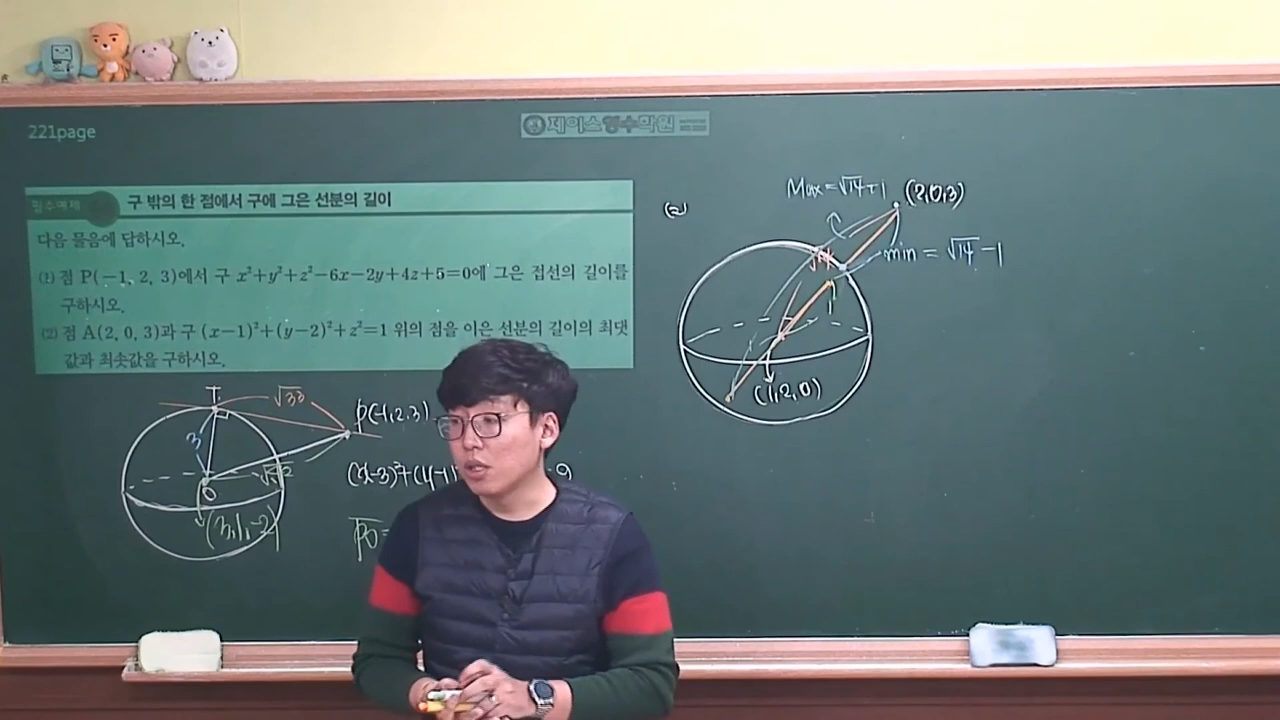 221page
제이스영수학원
필수예제
구 밖의 한 점에서 구에 그은 선분의 길이
다음 물음에 답하시오.
(1) 점 P(−1, 2, 3)에서 구 x²+y²+z²−6x−2y+4z+5=0에 그은 접선의 길이를
구하시오.
(2) 점 A(2, 0, 3)과 구 (x−1)²+(y−2)²+z²=1 위의 점을 이은 선분의 길이의 최댓
값과 최솟값을 구하시오.
T
√33
P(-1,2,3)
3
√42
O
(3,1,-2)
(x-3)²+(y-1)
9
PO=
(2)
Max=√14+1
(2,0,3)
√14
min = √14 -1
1
(1,2,0)